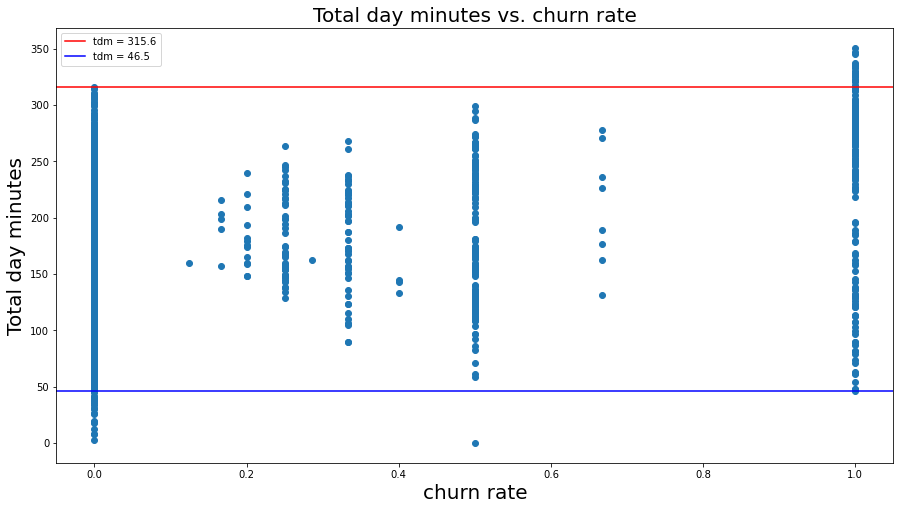 Total day minutes vs. churn rate
tdm = 315.6
tdm = 46.5
Total day minutes
350
300
250
200
150
100
50
0
0.0 0.2 0.4 0.6 0.8 1.0
churn rate